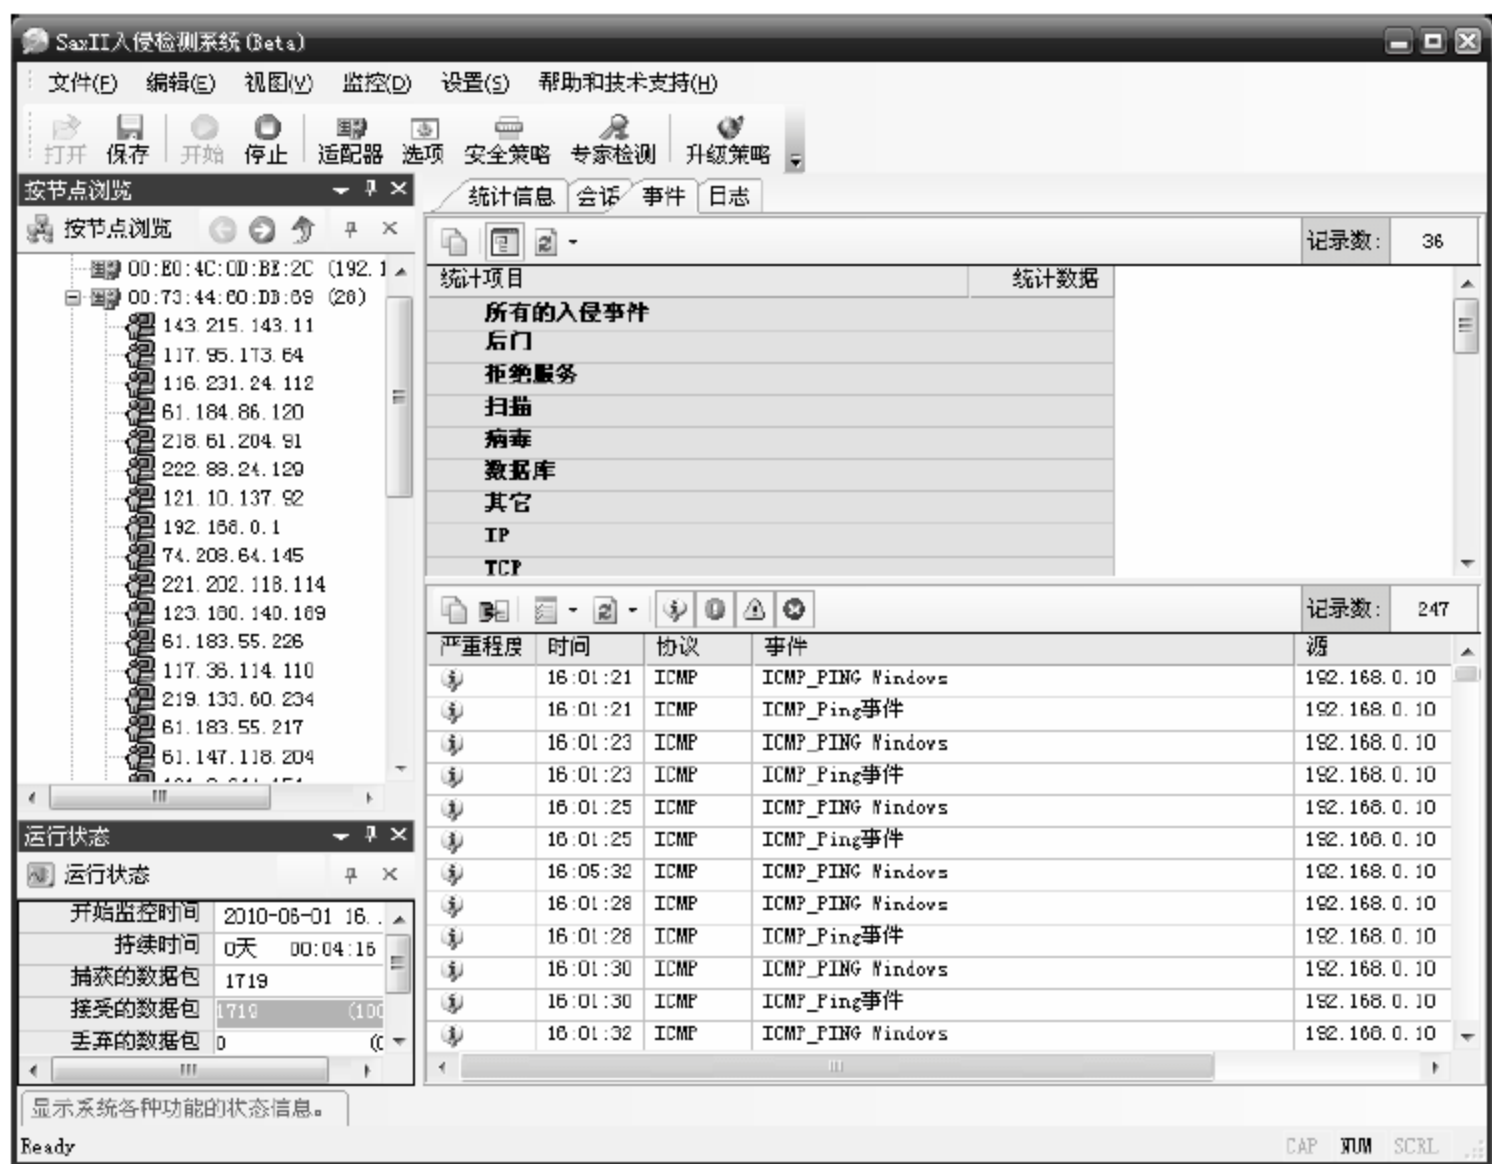 SaxII入侵检测系统(Beta)
文件(F) 编辑(E) 视图(V) 监控(D) 设置(S) 帮助和技术支持(H)
打开 保存 开始 停止 适配器 选项 安全策略 专家检测 升级策略
按节点浏览
按节点浏览
00:E0:4C:0D:BE:2C (192.1
00:73:44:60:DB:69 (26)
143.215.143.11
117.95.173.64
116.231.24.112
61.184.86.120
218.61.204.91
222.88.24.129
121.10.137.92
192.168.0.1
74.208.64.145
221.202.118.114
123.180.140.169
61.183.55.226
117.36.114.110
219.133.60.234
61.183.55.217
61.147.118.204
运行状态
运行状态
开始监控时间 2010-06-01 16..
持续时间 0天 00:04:16
捕获的数据包 1719
接受的数据包 1719 (100
丢弃的数据包 0 (0
显示系统各种功能的状态信息。
Ready
统计信息 会话 事件 日志
记录数: 36
统计项目 统计数据
所有的入侵事件
后门
拒绝服务
扫描
病毒
数据库
其它
IP
TCP
记录数: 247
严重程度 时间 协议 事件 源
16:01:21 ICMP ICMP_PING Windows 192.168.0.10
16:01:21 ICMP ICMP_Ping事件 192.168.0.10
16:01:23 ICMP ICMP_PING Windows 192.168.0.10
16:01:23 ICMP ICMP_Ping事件 192.168.0.10
16:01:25 ICMP ICMP_PING Windows 192.168.0.10
16:01:25 ICMP ICMP_Ping事件 192.168.0.10
16:05:32 ICMP ICMP_PING Windows 192.168.0.10
16:01:28 ICMP ICMP_PING Windows 192.168.0.10
16:01:28 ICMP ICMP_Ping事件 192.168.0.10
16:01:30 ICMP ICMP_PING Windows 192.168.0.10
16:01:30 ICMP ICMP_Ping事件 192.168.0.10
16:01:32 ICMP ICMP_PING Windows 192.168.0.10
CAP NUM SCRL